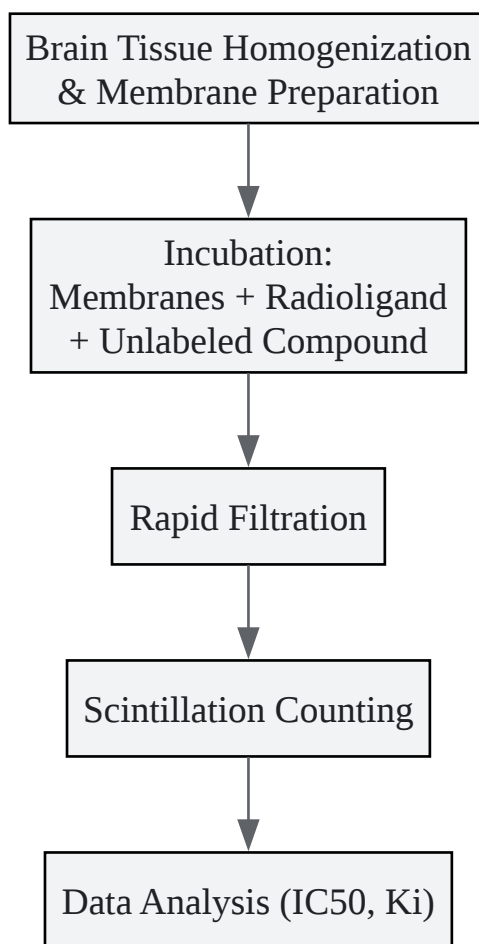 Brain Tissue Homogenization
& Membrane Preparation
Incubation:
Membranes + Radioligand
+ Unlabeled Compound
Rapid Filtration
Scintillation Counting
Data Analysis (IC50, Ki)